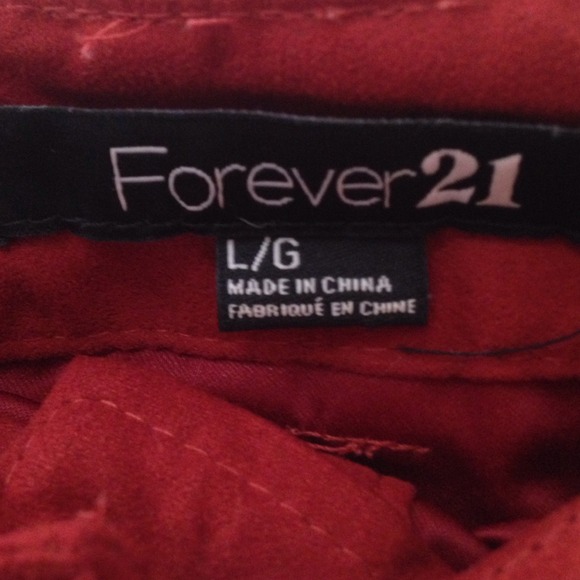 Forever21
L/G
MADE IN CHINA
FABRIQUÉ EN CHINE